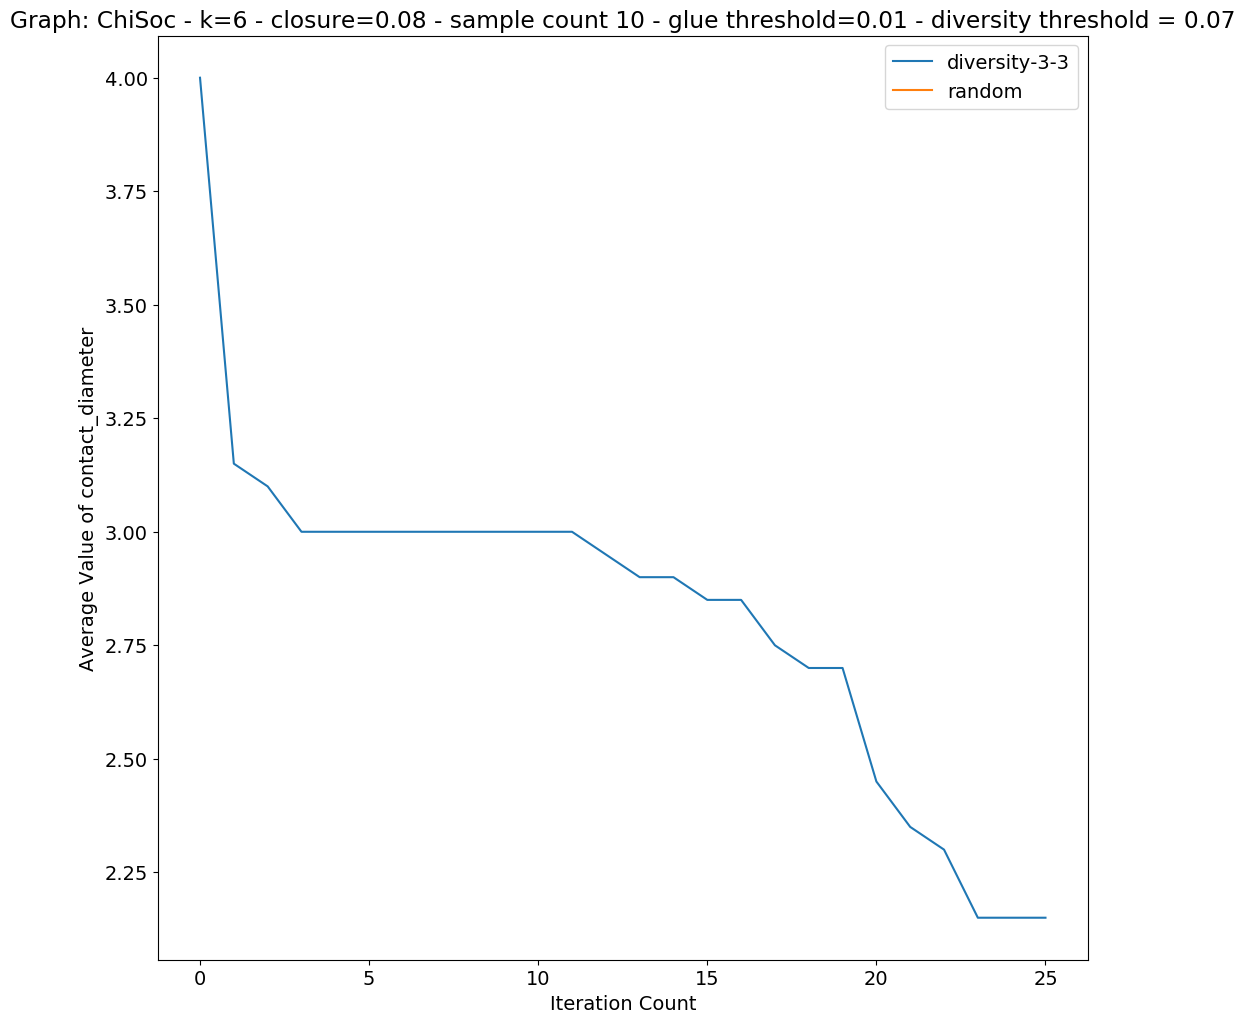 Graph: ChiSoc - k=6 - closure=0.08 - sample count 10 - glue threshold=0.01 - diversity threshold = 0.07
diversity-3-3
random
4.00
3.75
3.50
3.25
3.00
2.75
2.50
2.25
Average Value of contact_diameter
0 5 10 15 20 25
Iteration Count